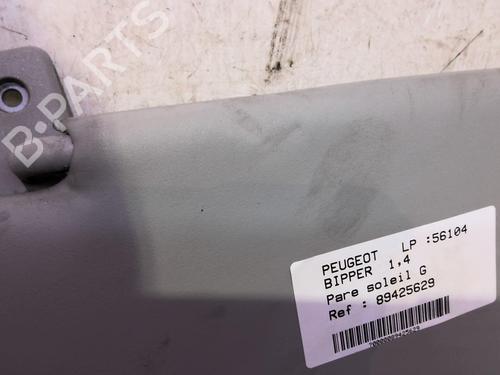 B-PARTS
PEUGEOT LP :56104
BIPPER 1,4
Pare soleil G
Ref : 89425629